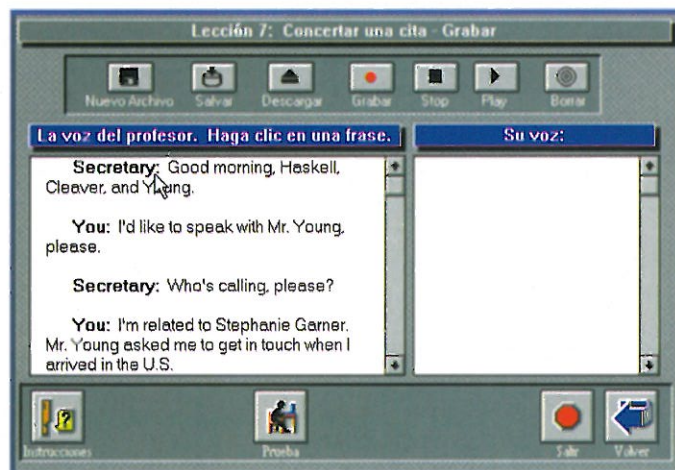 Lección 7: Concertar una cita - Grabar
Nuevo Archivo Salvar Descargar Grabar Stop Play Borrar
La voz del profesor. Haga clic en una frase.
Su voz:
Secretary: Good morning, Haskell,
Cleaver, and Young.
You: I'd like to speak with Mr. Young,
please.
Secretary: Who's calling, please?
You: I'm related to Stephanie Garner.
Mr. Young asked me to get in touch when I
arrived in the U.S.
Instrucciones Prueba Salir Volver